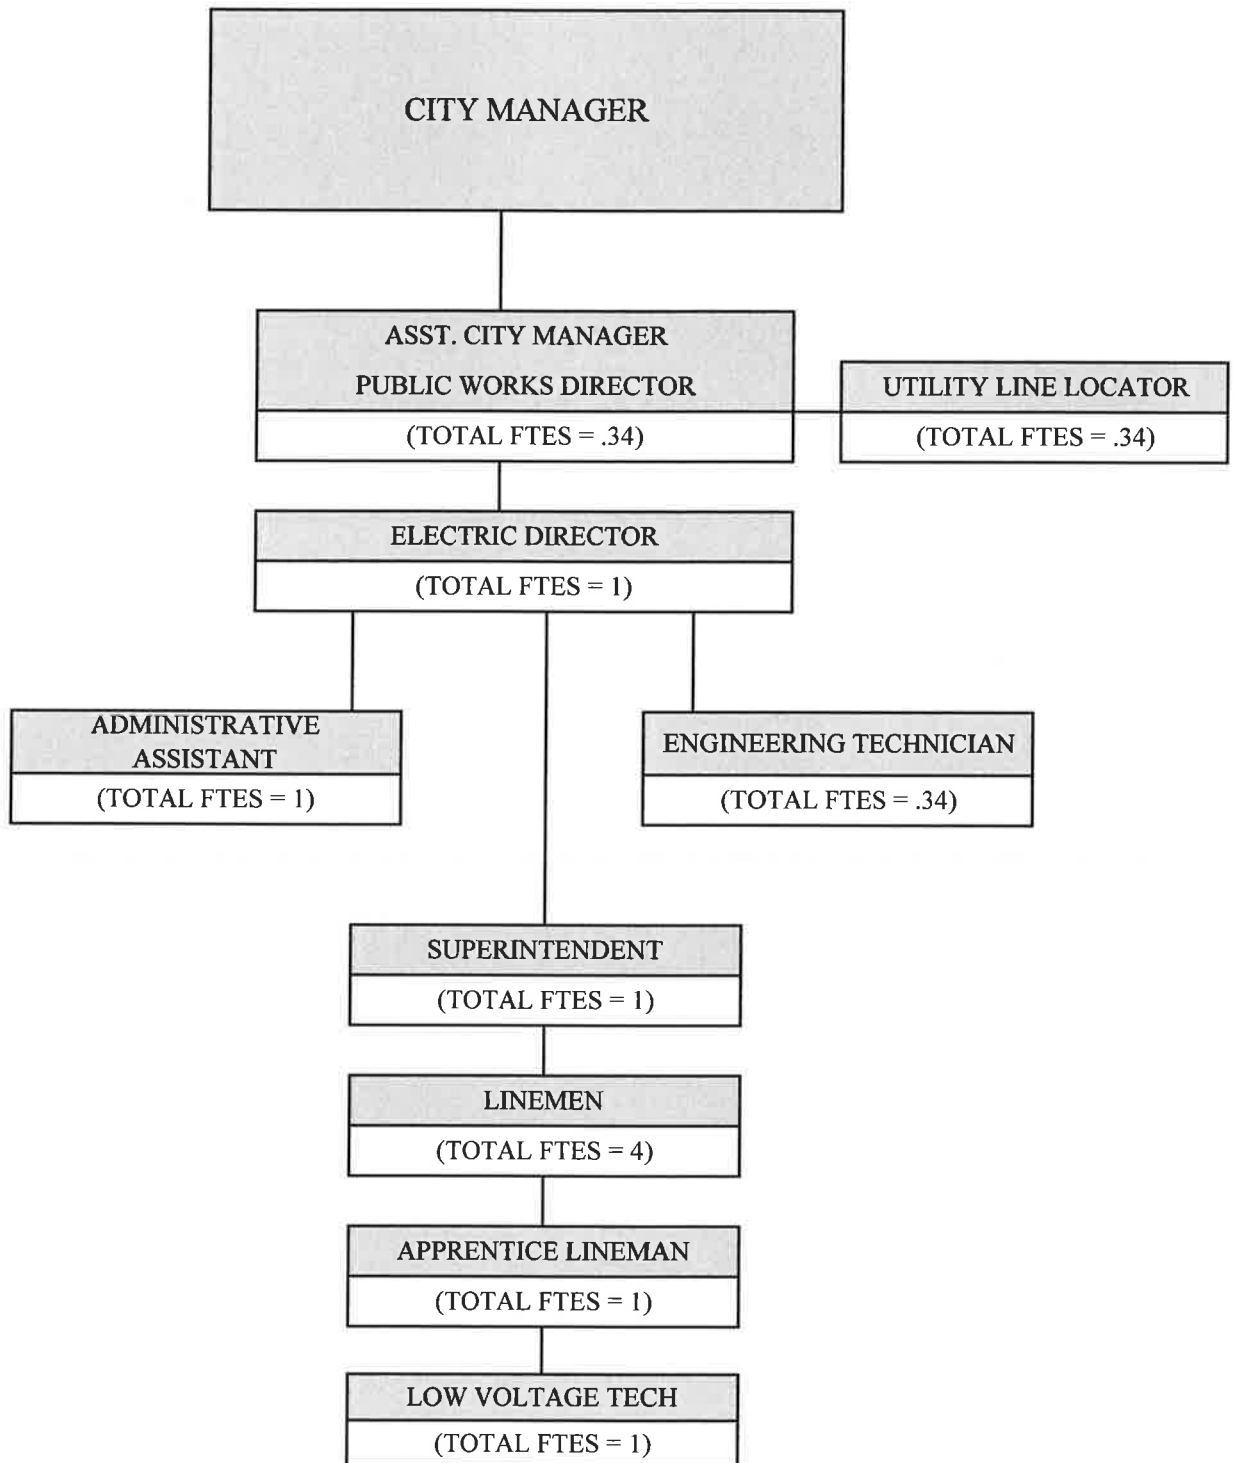 CITY MANAGER
ASST. CITY MANAGER
PUBLIC WORKS DIRECTOR
(TOTAL FTES = .34)
UTILITY LINE LOCATOR
(TOTAL FTES = .34)
ELECTRIC DIRECTOR
(TOTAL FTES = 1)
ADMINISTRATIVE
ASSISTANT
(TOTAL FTES = 1)
ENGINEERING TECHNICIAN
(TOTAL FTES = .34)
SUPERINTENDENT
(TOTAL FTES = 1)
LINEMEN
(TOTAL FTES = 4)
APPRENTICE LINEMAN
(TOTAL FTES = 1)
LOW VOLTAGE TECH
(TOTAL FTES = 1)